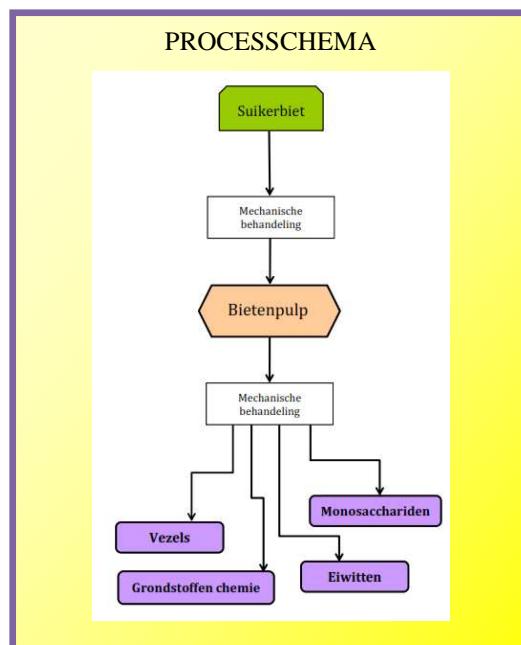 PROCESSCHEMA
Suikerbiet
Mechanische
behandeling
Bietenpulp
Mechanische
behandeling
Monosacchariden
Vezels
Eiwitten
Grondstoffen chemie